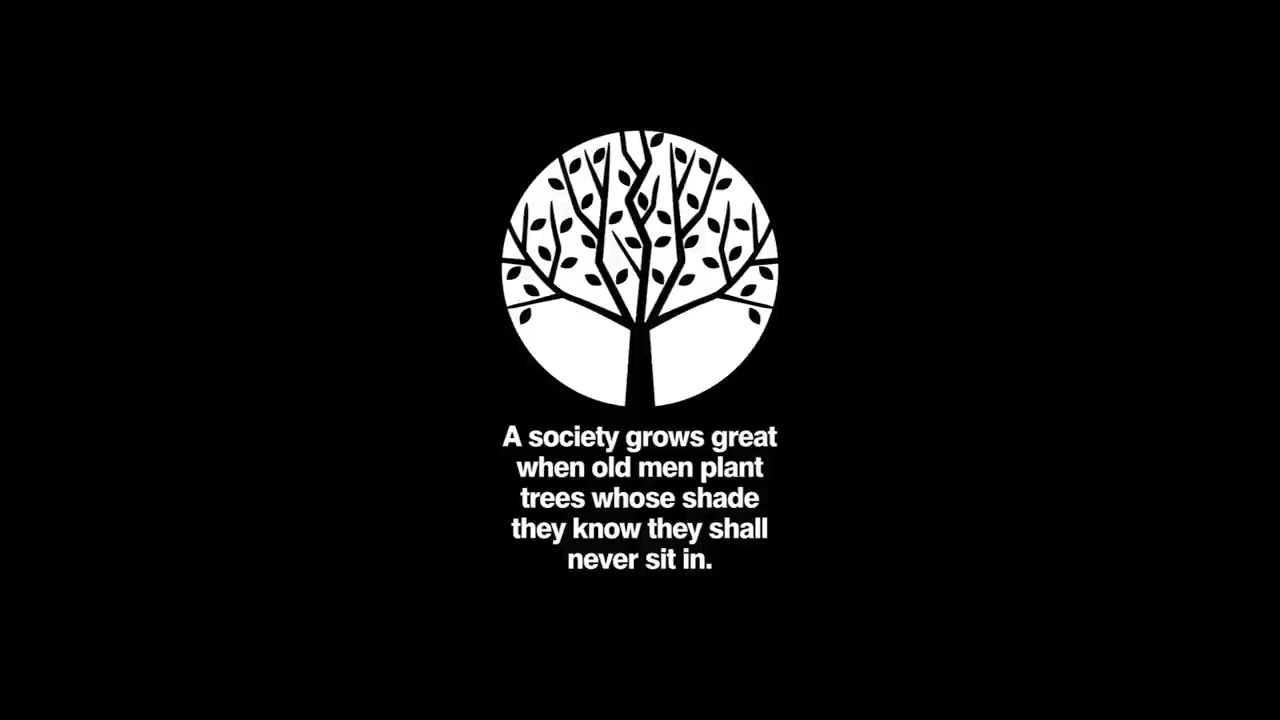 A society grows great
when old men plant
trees whose shade
they know they shall
never sit in.